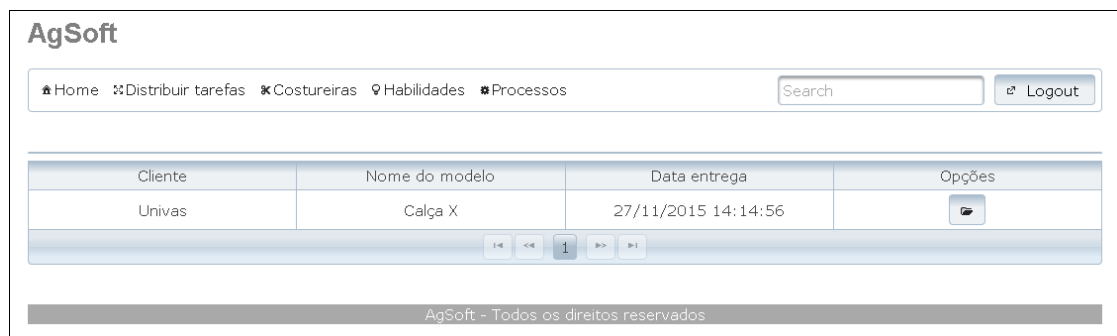 AgSoft
Home Distribuir tarefas Costureiras Habilidades Processos Search Logout
Cliente Nome do modelo Data entrega Opções
Univas Calça X 27/11/2015 14:14:56
1
AgSoft - Todos os direitos reservados